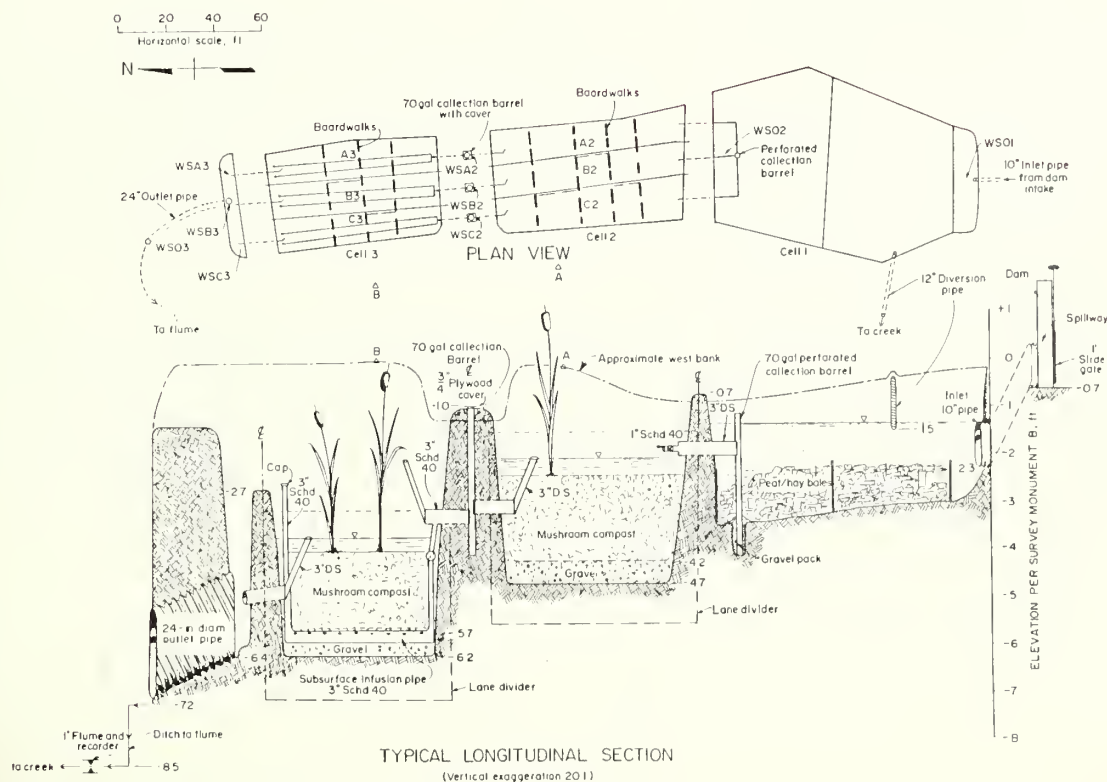 0 20 40 60
Horizontal scale, ft
N
70 gal collection barrel
with cover
Boardwalks
Boardwalks
WSO2
WSO1
Perforated
collection
barrel
10" Inlet pipe
from dam
intake
WSA3
A3
WSA2
A2
24" Outlet pipe
B3
B2
WSB2
WSO3
WSB3
C3
C2
WSC2
WSC3
Cell 3
PLAN VIEW
Cell 2
Cell 1
A
B
12" Diversion
pipe
Dam
+1
To flume
To creek
Spillway
1'
Slide
gate
B
70 gal collection
Barrel
A
Approximate west bank
70 gal perforated
collection barrel
0
-0.7
3/4 Plywood
cover
℄
-1.0
℄
-0.7
3"DS
-1
Inlet
10" pipe
1.5
1" Schd 40
-2
2.3
℄
-2.7
Cap
3"
Schd
40
3"
Schd
40
3"DS
Peat/hay bale
-3
Mushroom compost
-4
Gravel pack
3"DS
Gravel
4.2
4.7
Mushroom compost
-5
Lane divider
24-in diam
outlet pipe
-5.7
-6
-6.4
Gravel
-6.2
Subsurface infusion pipe
3" Schd 40
Lane divider
-7
-7.2
-8
ELEVATION PER SURVEY MONUMENT B, ft
1" Flume and
recorder
Ditch to flume
to creek
-8.5
TYPICAL LONGITUDINAL SECTION
(Vertical exaggeration 20:1)